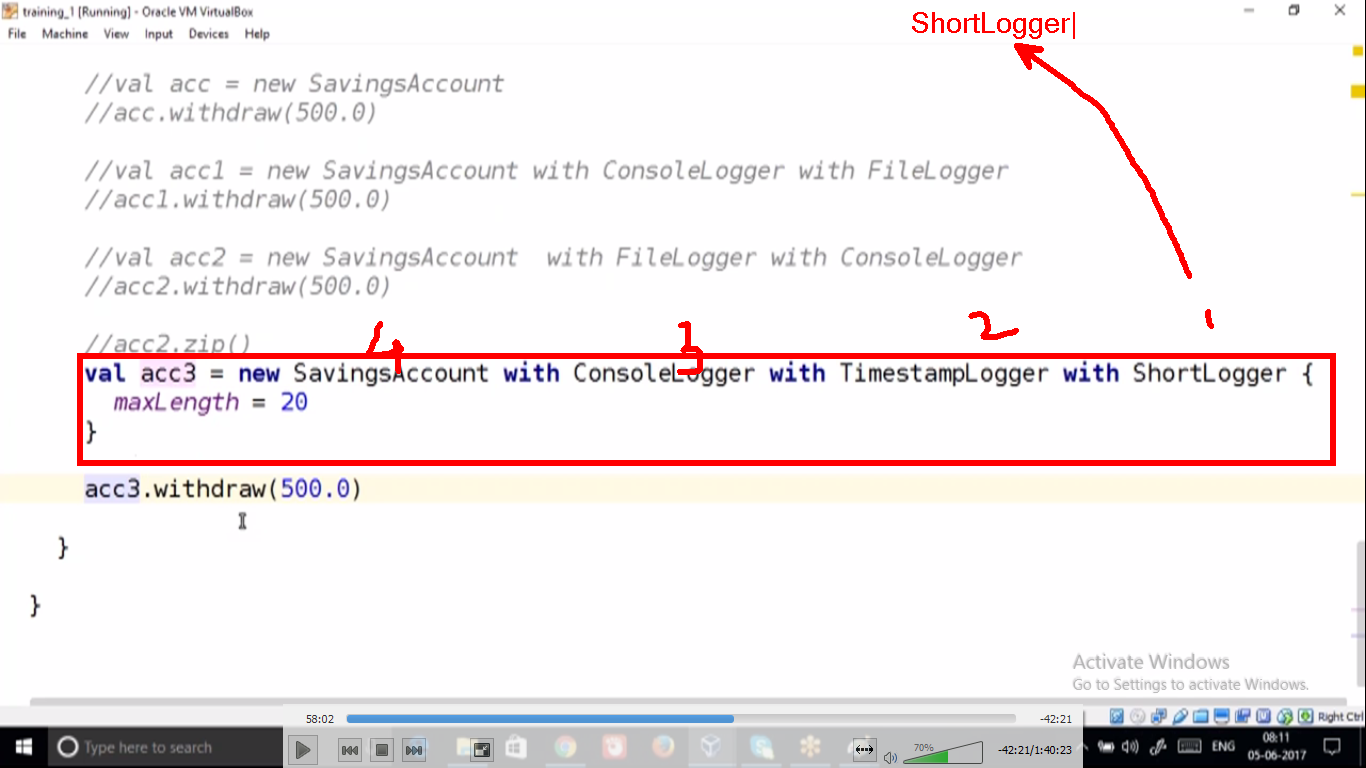 training_1 [Running] - Oracle VM VirtualBox
ShortLogger
File Machine View Input Devices Help
//val acc = new SavingsAccount
//acc.withdraw(500.0)
//val acc1 = new SavingsAccount with ConsoleLogger with FileLogger
//acc1.withdraw(500.0)
//val acc2 = new SavingsAccount  with FileLogger with ConsoleLogger
//acc2.withdraw(500.0)
//acc2.zip()
4 3 2 1
val acc3 = new SavingsAccount with ConsoleLogger with TimestampLogger with ShortLogger {
maxLength = 20
}
acc3.withdraw(500.0)
}
}
Activate Windows
Go to Settings to activate Windows.
Right Ctrl
58:02 -42:21
Type here to search
70%
-42:21/1:40:23
ENG
08:11
05-06-2017